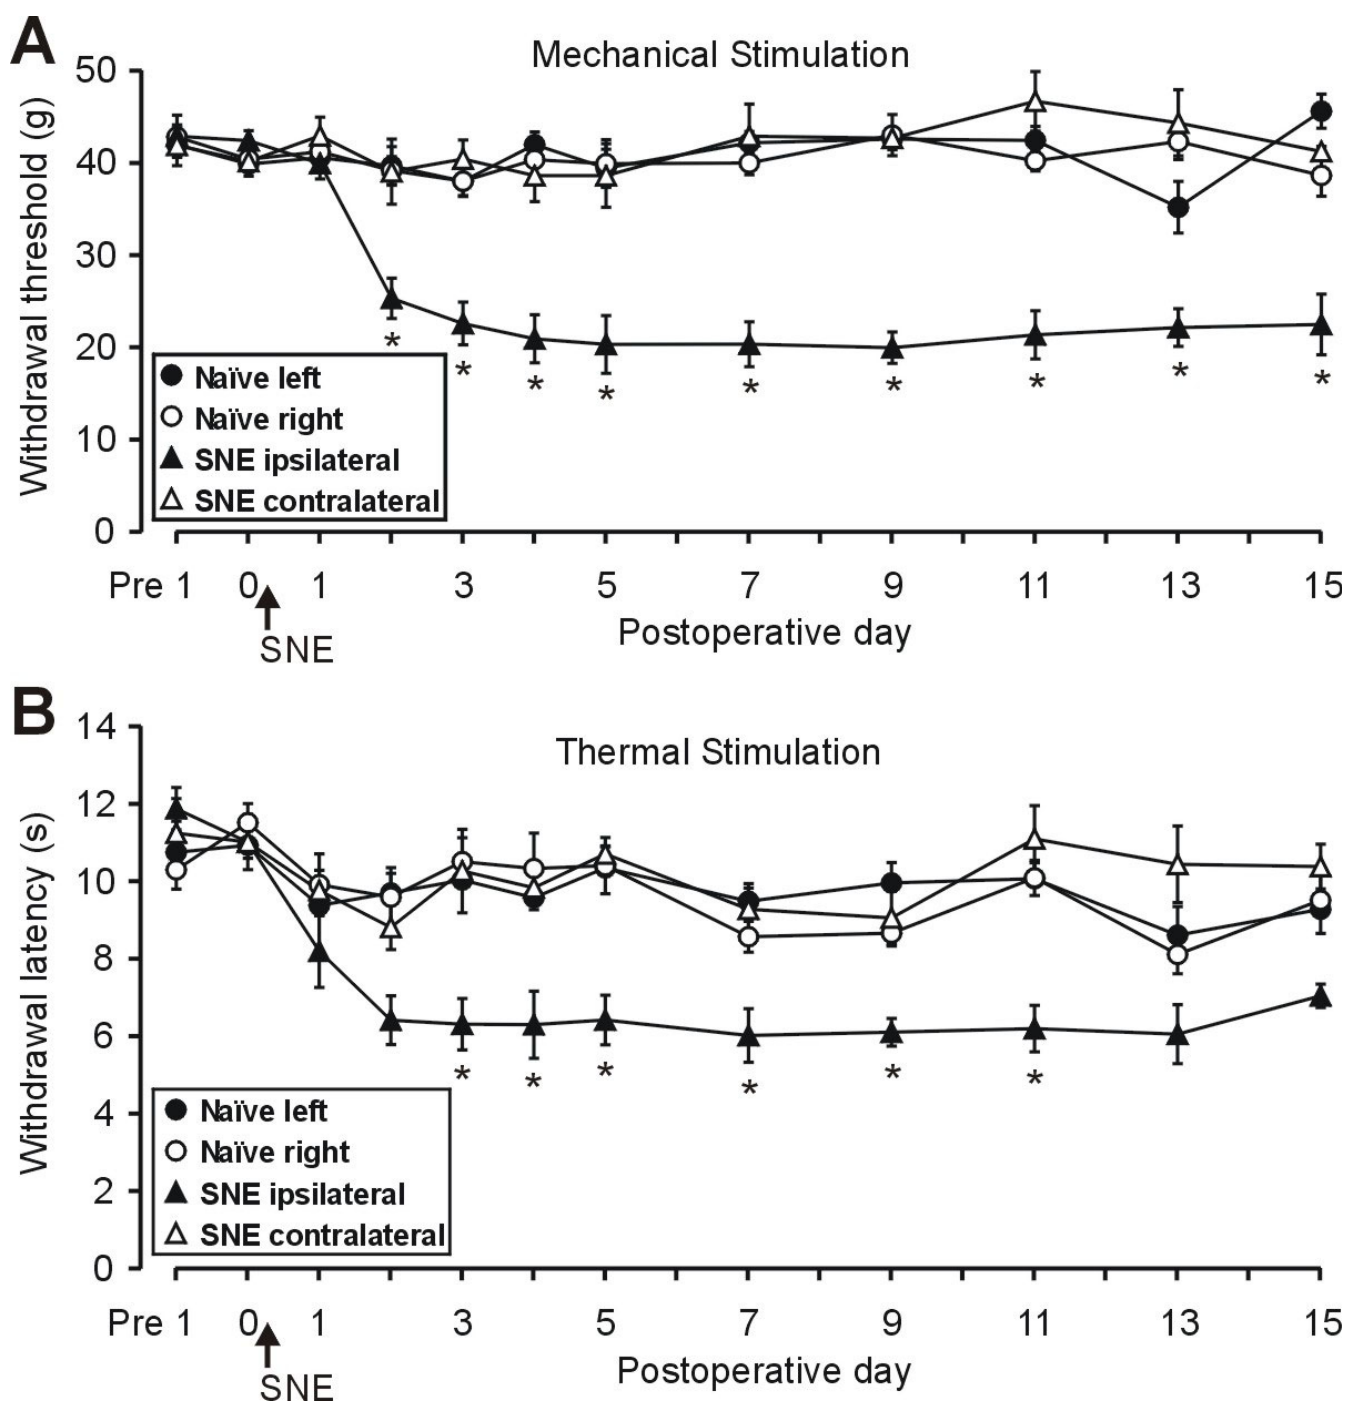 A
Mechanical Stimulation
Withdrawal threshold (g)
50
40
30
20
10
0
* * * * * * * * *
Naïve left
Naïve right
SNE ipsilateral
SNE contralateral
Pre 1 0 1 3 5 7 9 11 13 15
SNE
Postoperative day
B
Thermal Stimulation
Withdrawal latency (s)
14
12
10
8
6
4
2
0
* * * * * *
Naïve left
Naïve right
SNE ipsilateral
SNE contralateral
Pre 1 0 1 3 5 7 9 11 13 15
SNE
Postoperative day